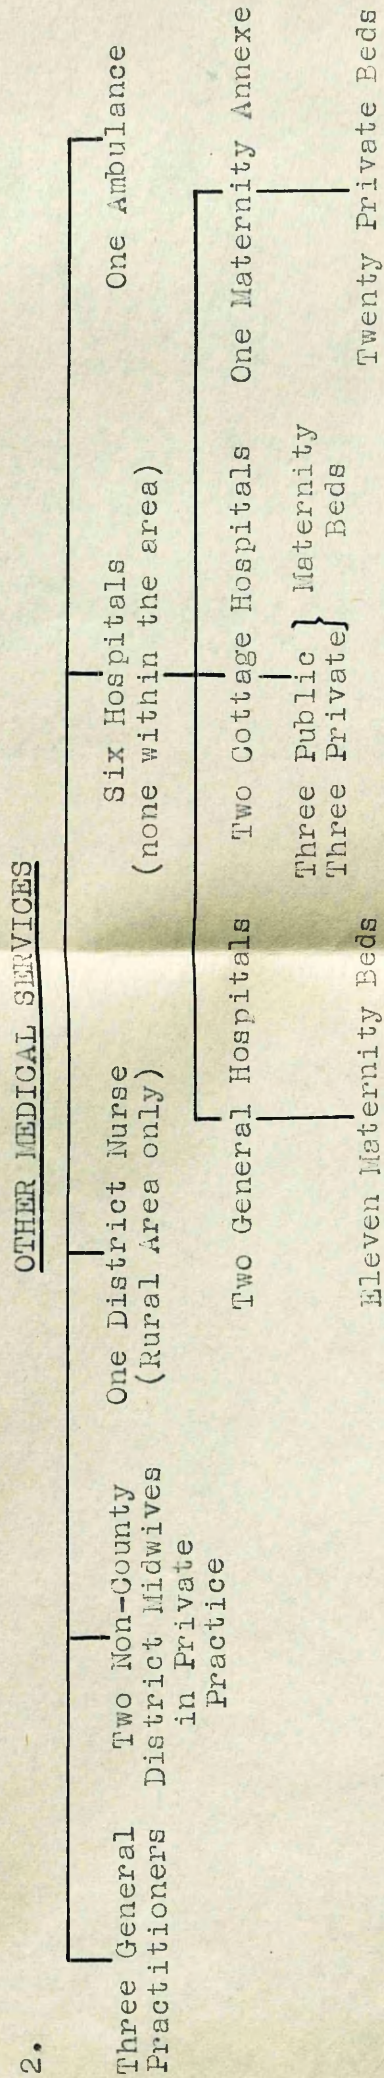 2.
OTHER MEDICAL SERVICES
Three General
Practitioners
Two Non-County
District Midwives
in Private
Practice
One District Nurse
(Rural Area only)
Six Hospitals
(none within the area)
One Ambulance
Two General Hospitals
Eleven Maternity Beds
Two Cottage Hospitals
Three Public } Maternity
Three Private} Beds
One Maternity Annexe
Twenty Private Beds